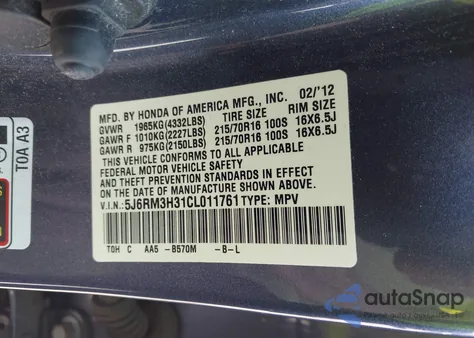 MFD. BY HONDA OF AMERICA MFG., INC. 02/'12
TIRE SIZE RIM SIZE
GVWR 1965KG(4332LBS)
GAWR F 1010KG(2227LBS) 215/70R16 100S 16X6.5J
GAWR R 975KG(2150LBS) 215/70R16 100S 16X6.5J
THIS VEHICLE CONFORMS TO ALL APPLICABLE
FEDERAL MOTOR VEHICLE SAFETY
AND THEFT PREVENTION STANDARDS IN EFFECT ON THE
DATE OF MANUFACTURE SHOWN ABOVE.
V.I.N.: 5J6RM3H31CL011761 TYPE: MPV
TOH C AA5 -B570M -B-L
TOA A3
autoSnap